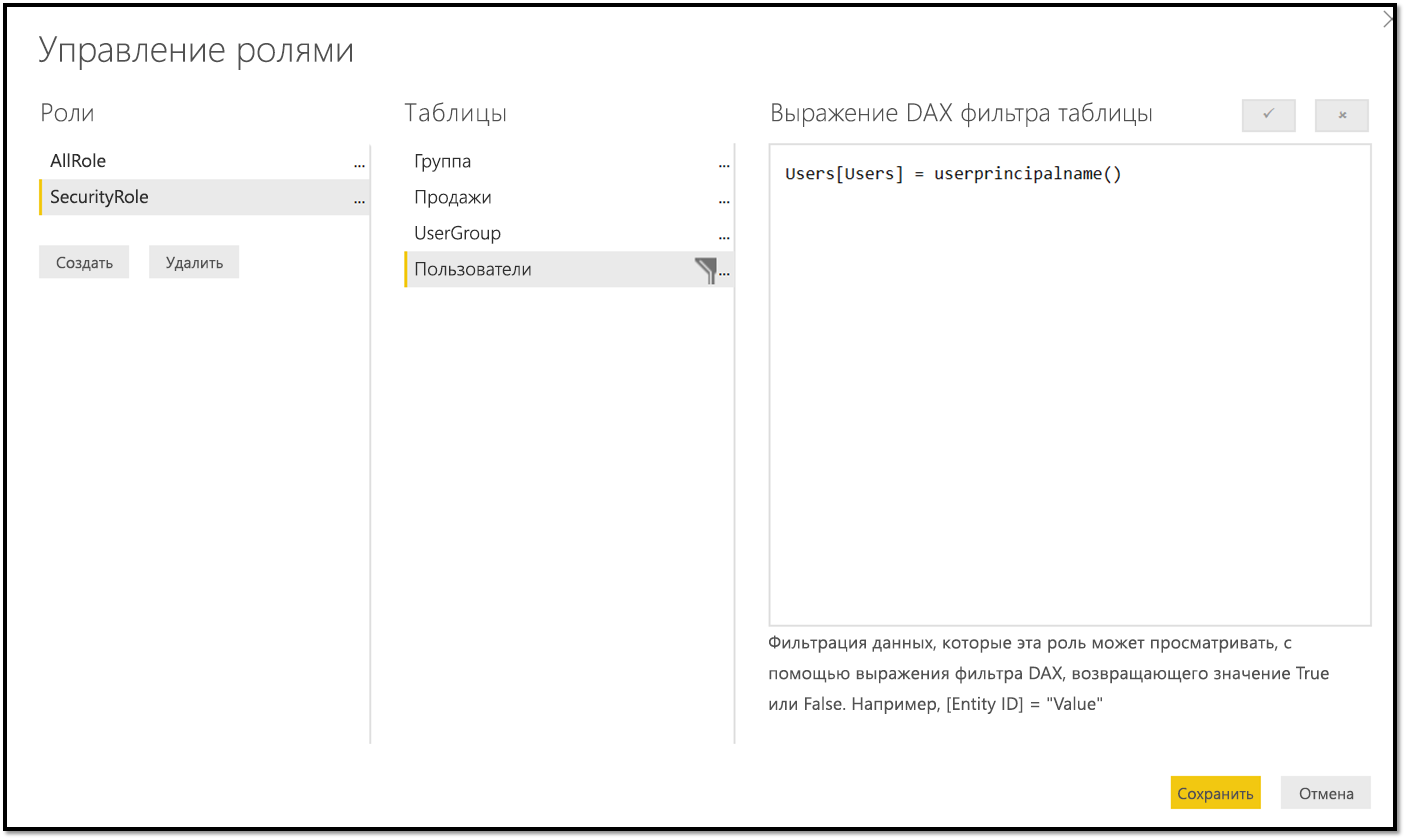 Управление ролями
Роли
AllRole ...
SecurityRole ...
Создать Удалить
Таблицы
Группа ...
Продажи ...
UserGroup ...
Пользователи ...
Выражение DAX фильтра таблицы
Users[Users] = userprincipalname()
Фильтрация данных, которые эта роль может просматривать, с
помощью выражения фильтра DAX, возвращающего значение True
или False. Например, [Entity ID] = "Value"
Сохранить Отмена